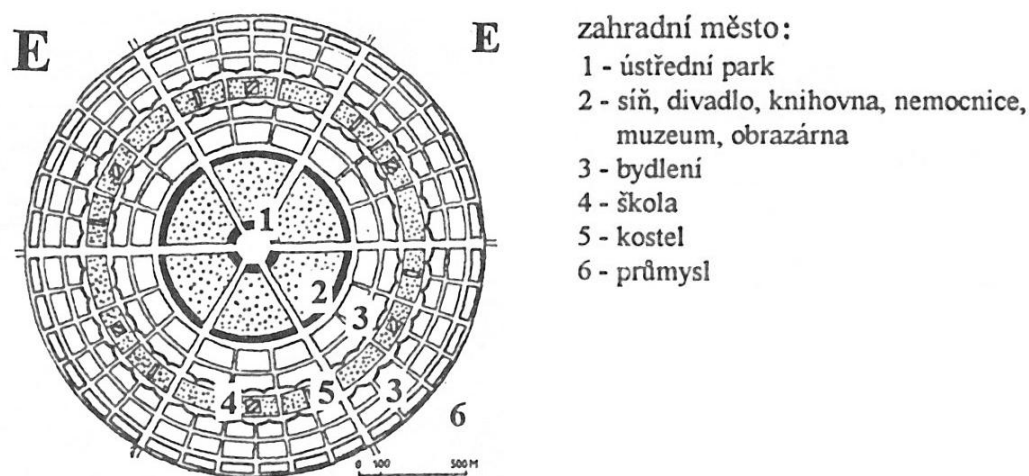 E
E
1
2
3
4
5
3
6
0 100 500 M
zahradní město:
1 - ústřední park
2 - síň, divadlo, knihovna, nemocnice,
muzeum, obrazárna
3 - bydlení
4 - škola
5 - kostel
6 - průmysl